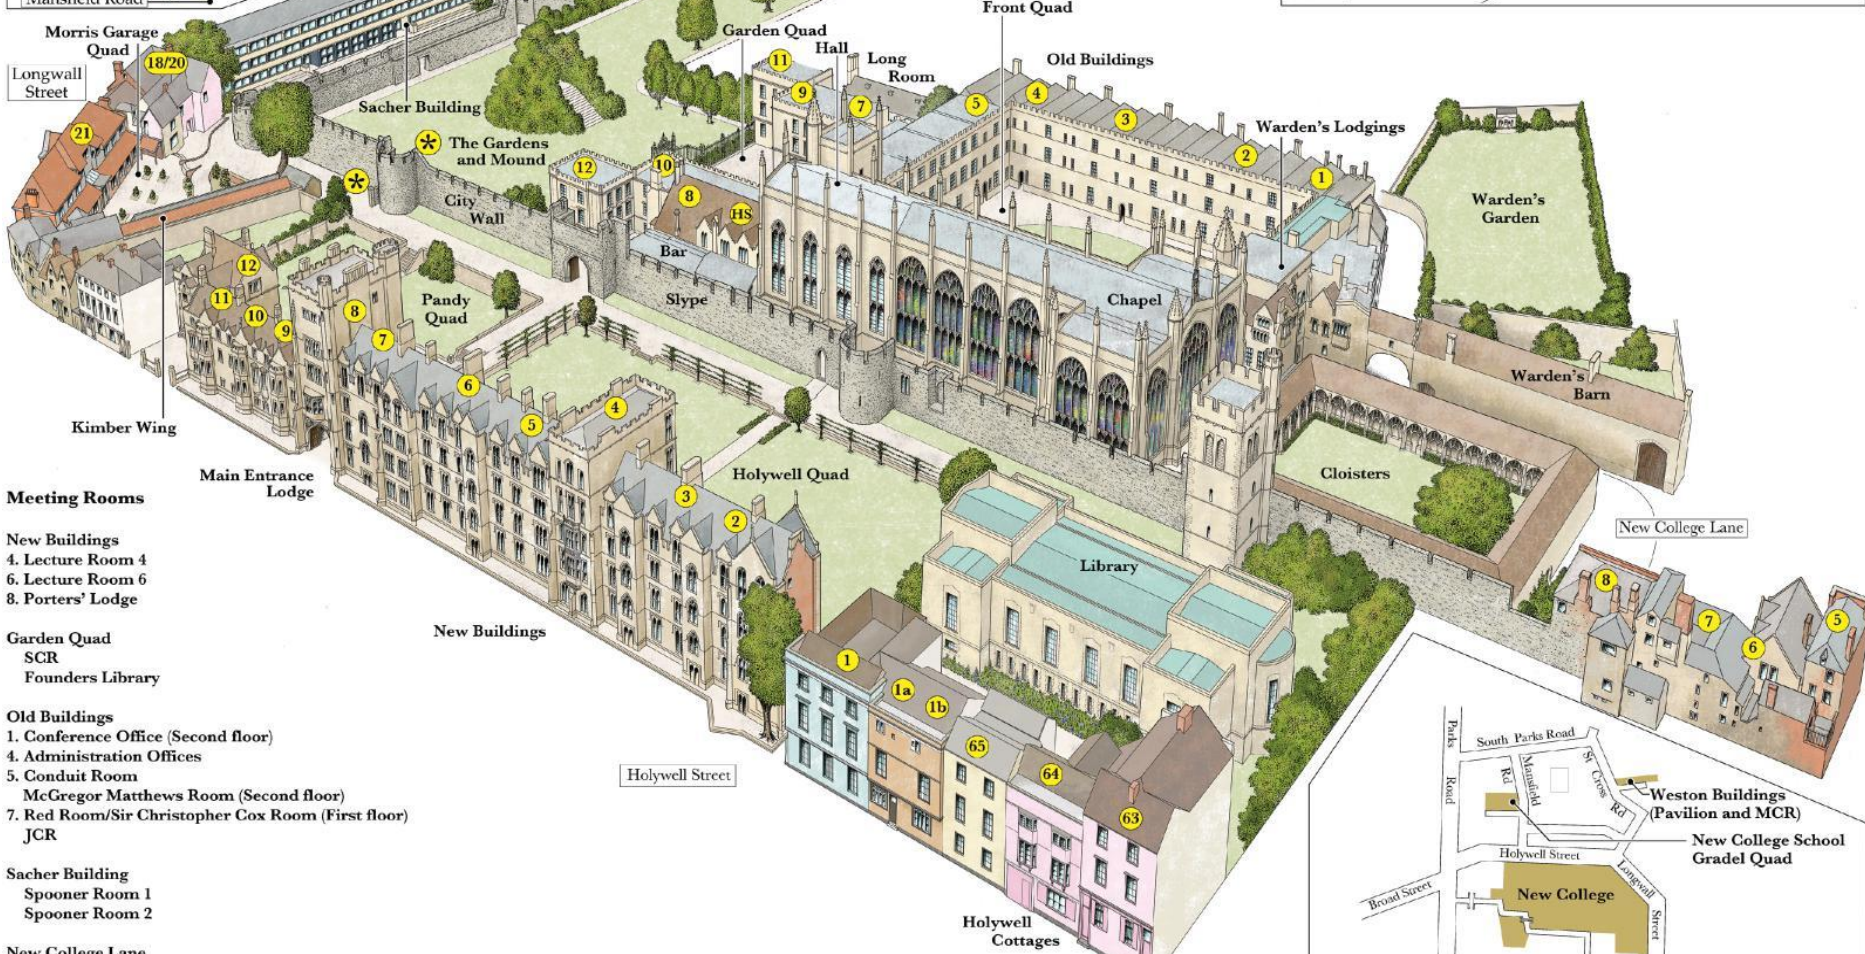 Mansfield Road
Front Quad
Morris Garage
Quad
18/20
Longwall
Street
21
Sacher Building
The Gardens
and Mound
Garden Quad
Hall
Long
Room
Old Buildings
11
9
7
5
4
3
2
1
Warden's Lodgings
Warden's
Garden
12
10
8
HS
City
Wall
Bar
Slype
Chapel
12
11
10
9
8
7
6
5
4
3
2
Pandy
Quad
Kimber Wing
Main Entrance
Lodge
Holywell Quad
Warden's
Barn
Cloisters
New College Lane
Library
8
7
6
5
New Buildings
Holywell Street
1
1a
1b
65
64
63
Holywell
Cottages
Meeting Rooms
New Buildings
4. Lecture Room 4
6. Lecture Room 6
8. Porters' Lodge
Garden Quad
SCR
Founders Library
Old Buildings
1. Conference Office (Second floor)
4. Administration Offices
5. Conduit Room
McGregor Matthews Room (Second floor)
7. Red Room/Sir Christopher Cox Room (First floor)
JCR
Sacher Building
Spooner Room 1
Spooner Room 2
New College Lane
Parks
Road
South Parks Road
Mansfield
Rd
St Cross
Rd
Weston Buildings
(Pavilion and MCR)
New College School
Gradel Quad
Holywell Street
Broad Street
New College
Longwall
Street